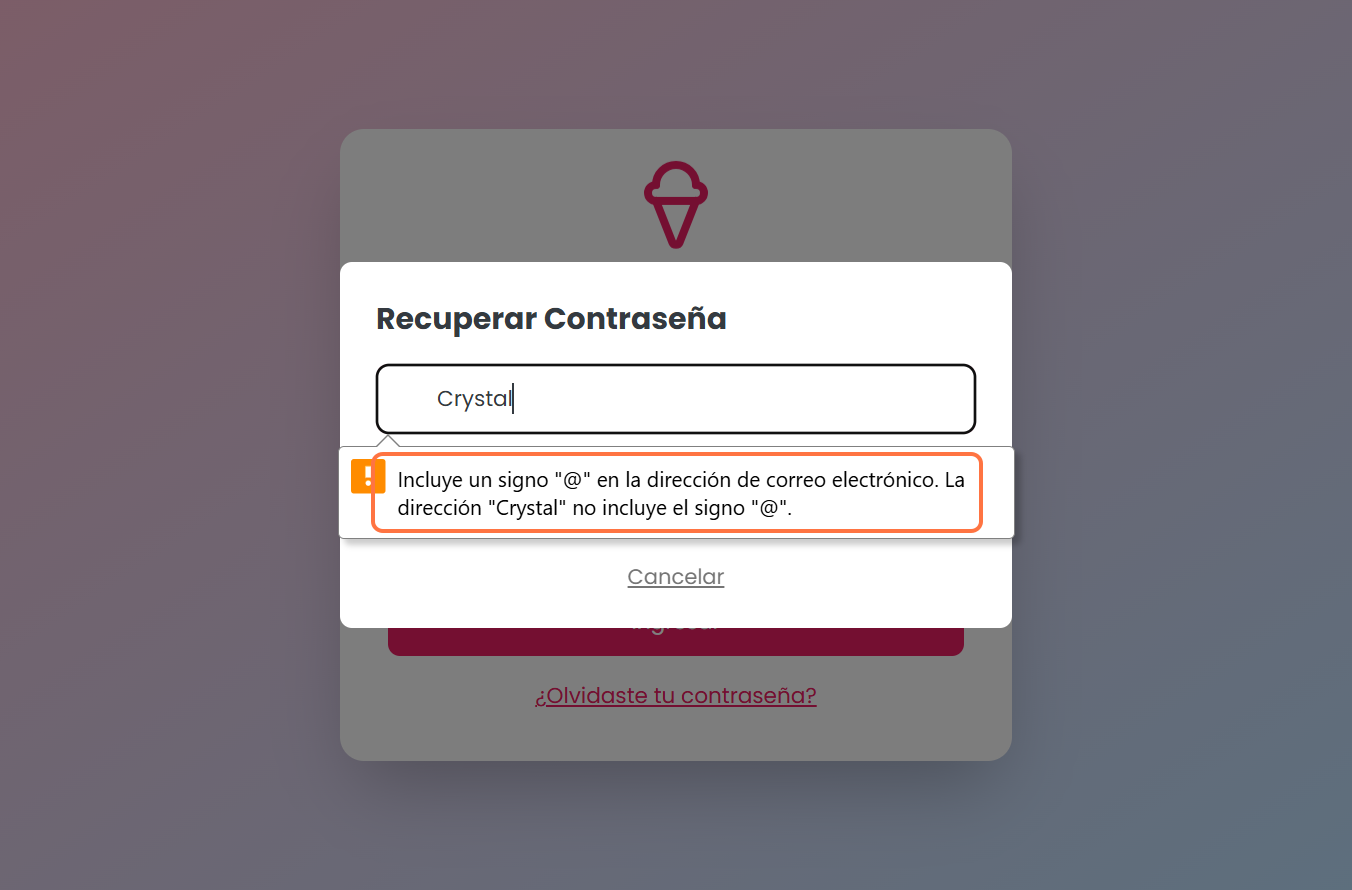 Recuperar Contraseña
Crystal
Incluye un signo "@" en la dirección de correo electrónico. La
dirección "Crystal" no incluye el signo "@".
Cancelar
Ingresar
¿Olvidaste tu contraseña?